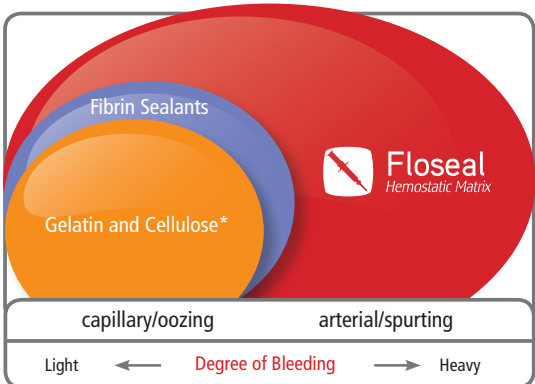 Fibrin Sealants
Floseal
Hemostatic Matrix
Gelatin and Cellulose*
capillary/oozing arterial/spurting
Light Degree of Bleeding Heavy